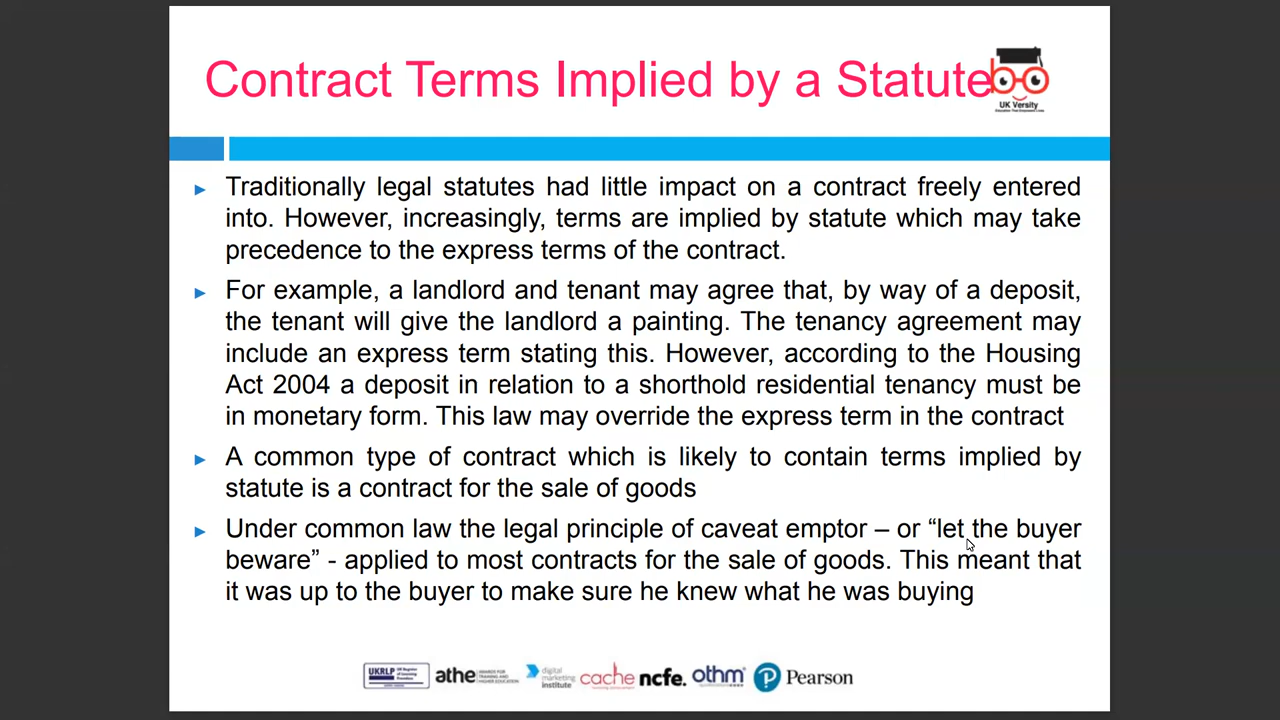 Contract Terms Implied by a Statute
UK Versity
Traditionally legal statutes had little impact on a contract freely entered
into. However, increasingly, terms are implied by statute which may take
precedence to the express terms of the contract.
For example, a landlord and tenant may agree that, by way of a deposit,
the tenant will give the landlord a painting. The tenancy agreement may
include an express term stating this. However, according to the Housing
Act 2004 a deposit in relation to a shorthold residential tenancy must be
in monetary form. This law may override the express term in the contract
A common type of contract which is likely to contain terms implied by
statute is a contract for the sale of goods
Under common law the legal principle of caveat emptor – or “let the buyer
beware” - applied to most contracts for the sale of goods. This meant that
it was up to the buyer to make sure he knew what he was buying
UKRLP
athe
digital
marketing
institute
cache
ncfe.
othm
Pearson